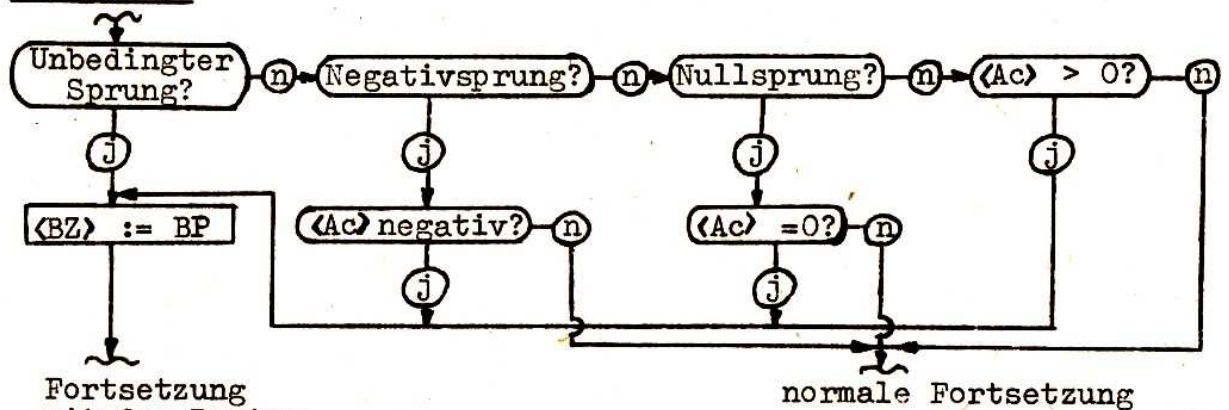 Unbedingter
Sprung?
n
Negativsprung?
n
Nullsprung?
n
⟨Ac⟩ > 0?
n
j
j
j
j
⟨BZ⟩ := BP
⟨Ac⟩ negativ?
n
⟨Ac⟩ =0?
n
j
j
Fortsetzung
normale Fortsetzung